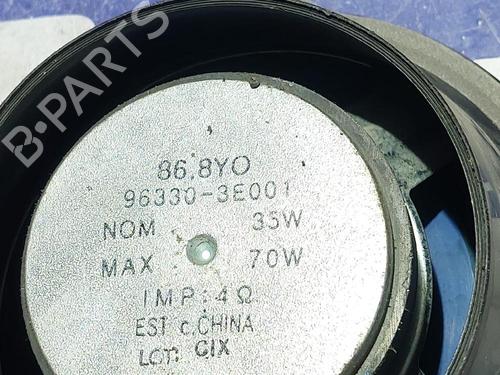 B-PARTS
86.8YO
96330-3E001
NOM : 35W
MAX : 70W
IMP : 4Ω
EST c. CHINA
LOT: CIX